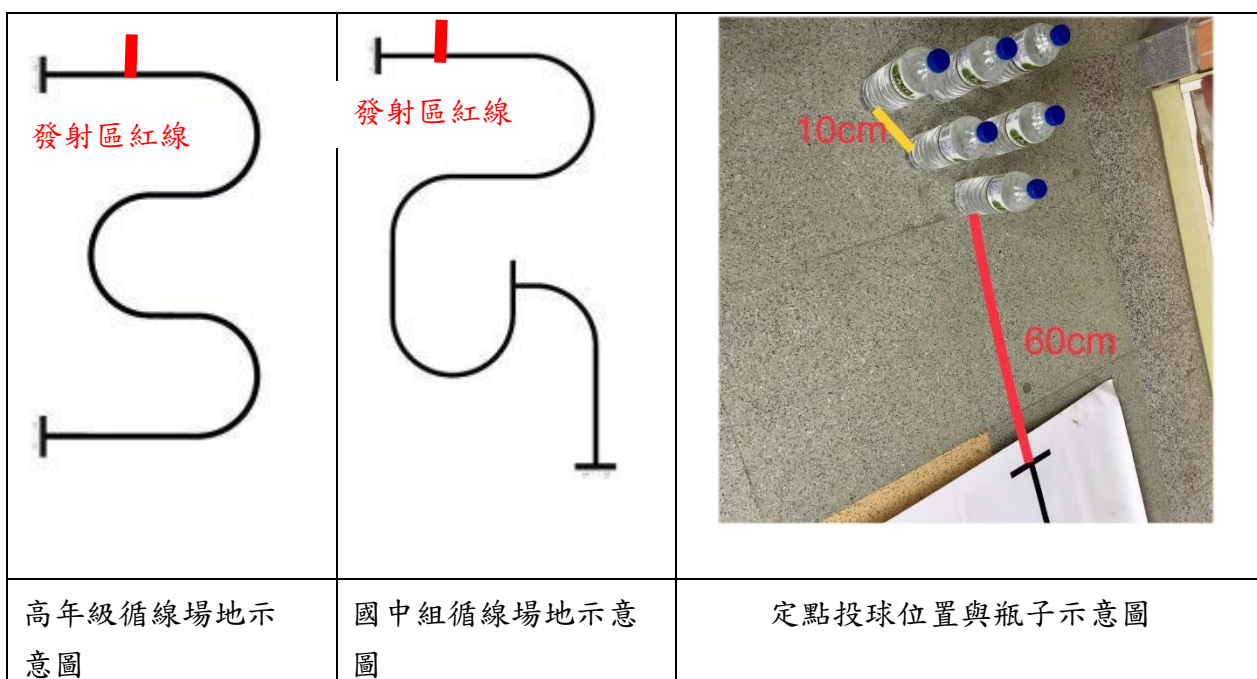 發射區紅線
發射區紅線
10cm
60cm
高年級循線場地示
意圖
國中組循線場地示意
圖
定點投球位置與瓶子示意圖